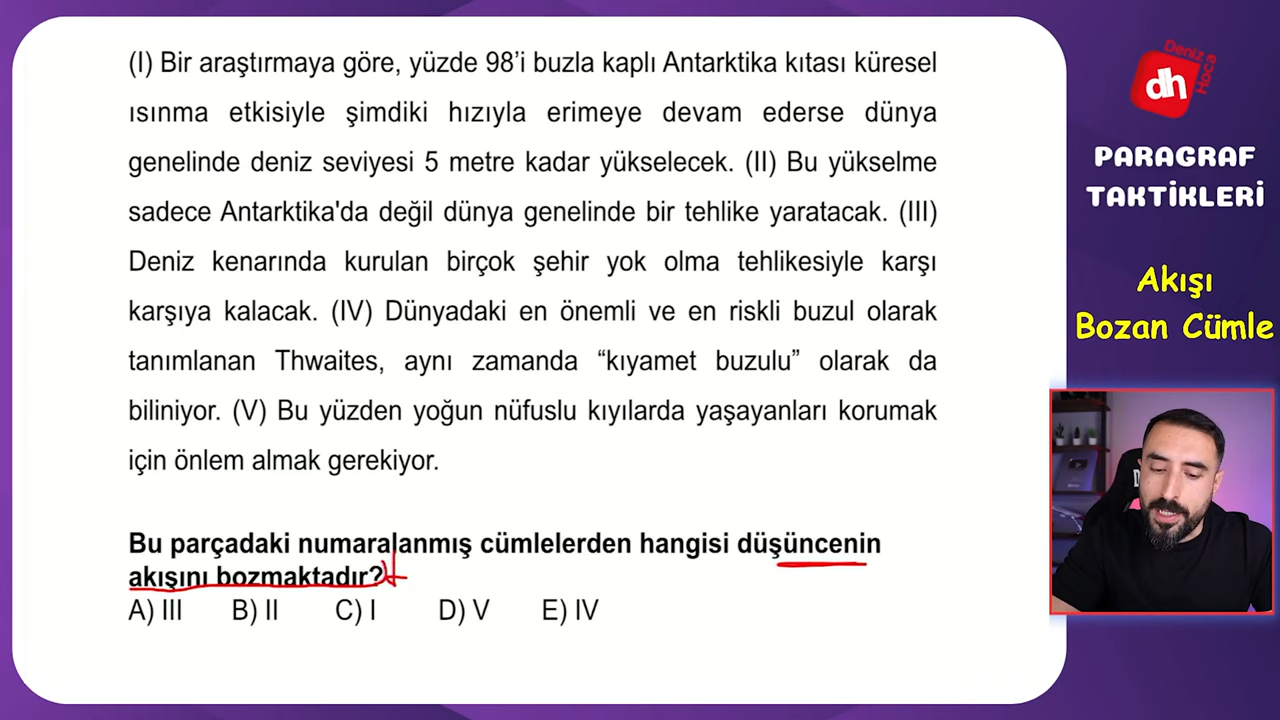 (I) Bir araştırmaya göre, yüzde 98’i buzla kaplı Antarktika kıtası küresel
ısınma etkisiyle şimdiki hızıyla erimeye devam ederse dünya
genelinde deniz seviyesi 5 metre kadar yükselecek. (II) Bu yükselme
sadece Antarktika'da değil dünya genelinde bir tehlike yaratacak. (III)
Deniz kenarında kurulan birçok şehir yok olma tehlikesiyle karşı
karşıya kalacak. (IV) Dünyadaki en önemli ve en riskli buzul olarak
tanımlanan Thwaites, aynı zamanda “kıyamet buzulu” olarak da
biliniyor. (V) Bu yüzden yoğun nüfuslu kıyılarda yaşayanları korumak
için önlem almak gerekiyor.
Bu parçadaki numaralanmış cümlelerden hangisi düşüncenin
akışını bozmaktadır?
A) III B) II C) I D) V E) IV
dh
Deniz
Hoca
PARAGRAF
TAKTİKLERİ
Akışı
Bozan Cümle